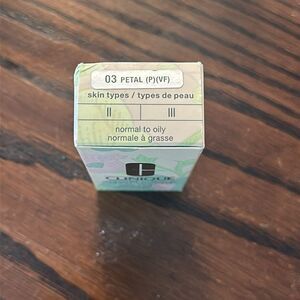 03 PETAL (P)(VF)
skin types / types de peau
II III
normal to oily
normale à grasse
CLINIQUE